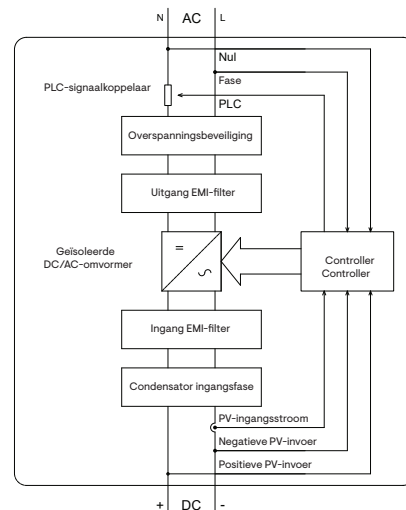 N AC L
Nul
Fase
PLC-signaalkoppelaar
PLC
Overspanningsbeveiliging
Uitgang EMI-filter
Geïsoleerde
DC/AC-omvormer
=
Controller
Controller
Ingang EMI-filter
Condensator ingangsfase
PV-ingangsstroom
Negatieve PV-invoer
Positieve PV-invoer
+ DC -